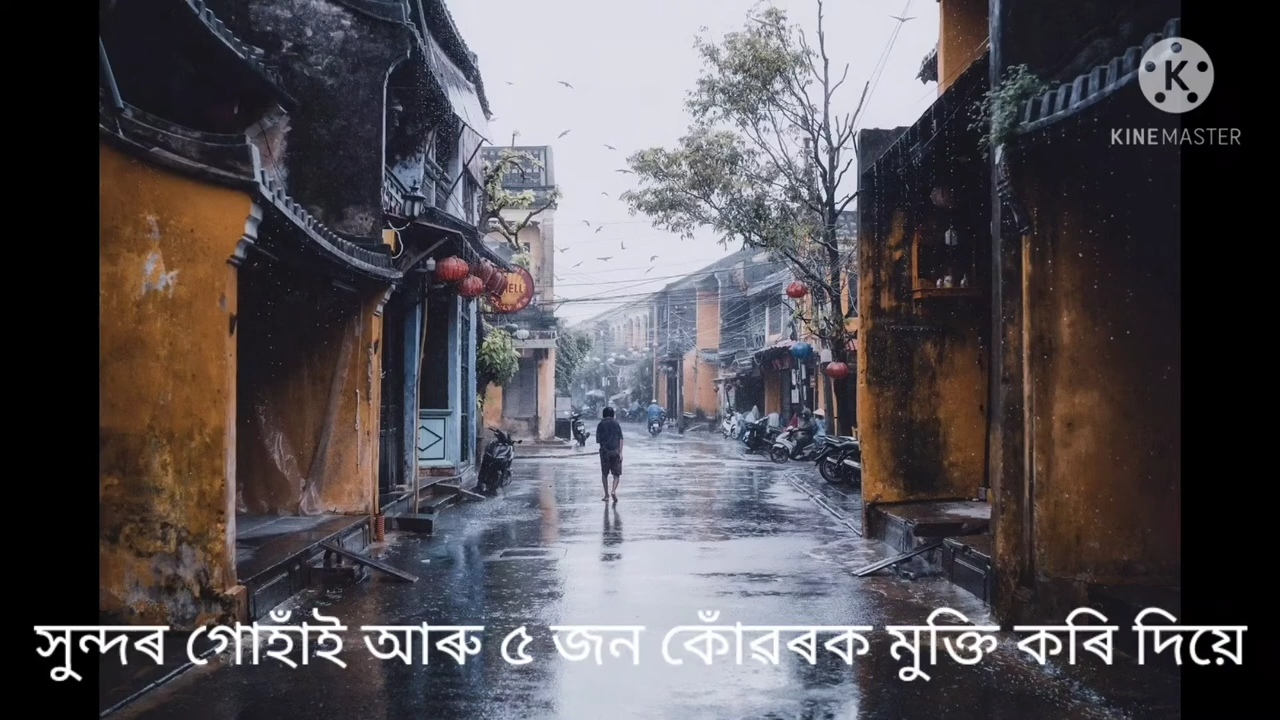 KINEMASTER
সুন্দৰ গোহাঁই আৰু ৫ জন কোঁৱৰক মুক্তি কৰি দিয়ে